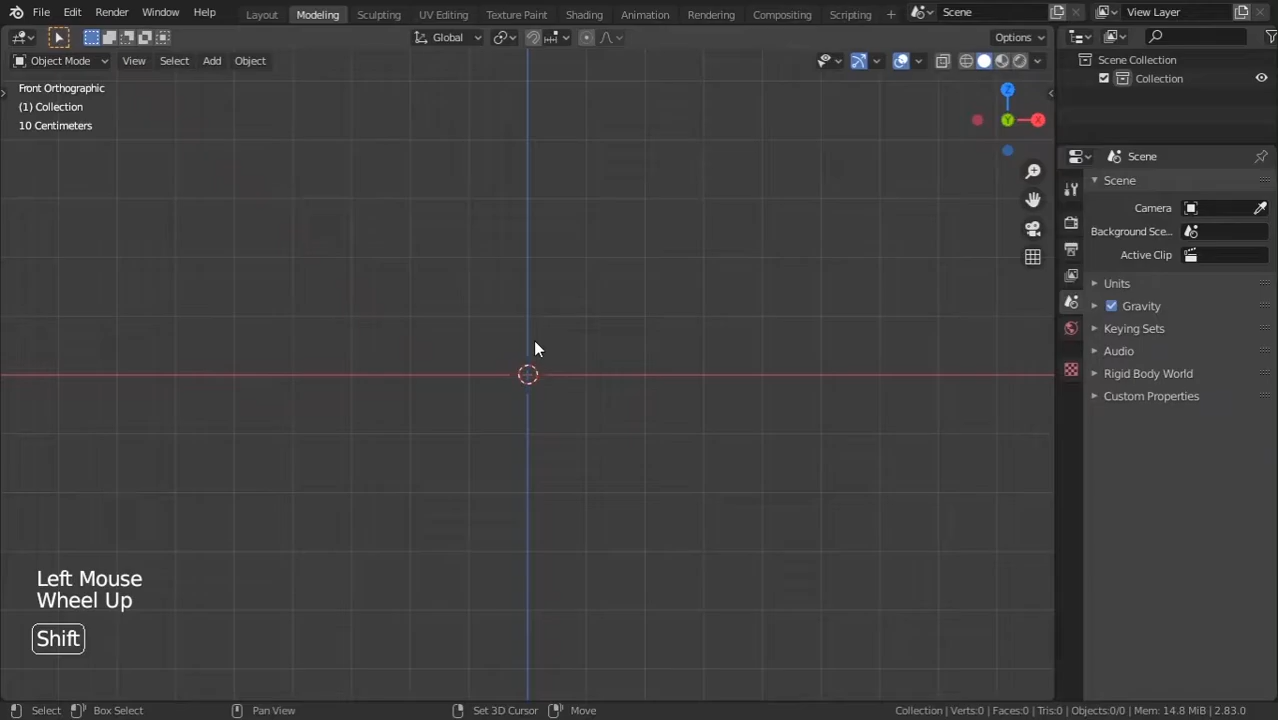 File Edit Render Window Help Layout Modeling Sculpting UV Editing Texture Paint Shading Animation Rendering Compositing Scripting + Scene View Layer
Global Options
Object Mode View Select Add Object
Scene Collection
Collection
Front Orthographic
(1) Collection
10 Centimeters
Z
Y
X
Scene
Scene
Camera
Background Sce...
Active Clip
Units
Gravity
Keying Sets
Audio
Rigid Body World
Custom Properties
Left Mouse
Wheel Up
Shift
Select Box Select Pan View Set 3D Cursor Move Collection | Verts:0 | Faces:0 | Tris:0 | Objects:0/0 | Mem: 14.8 MiB | 2.83.0